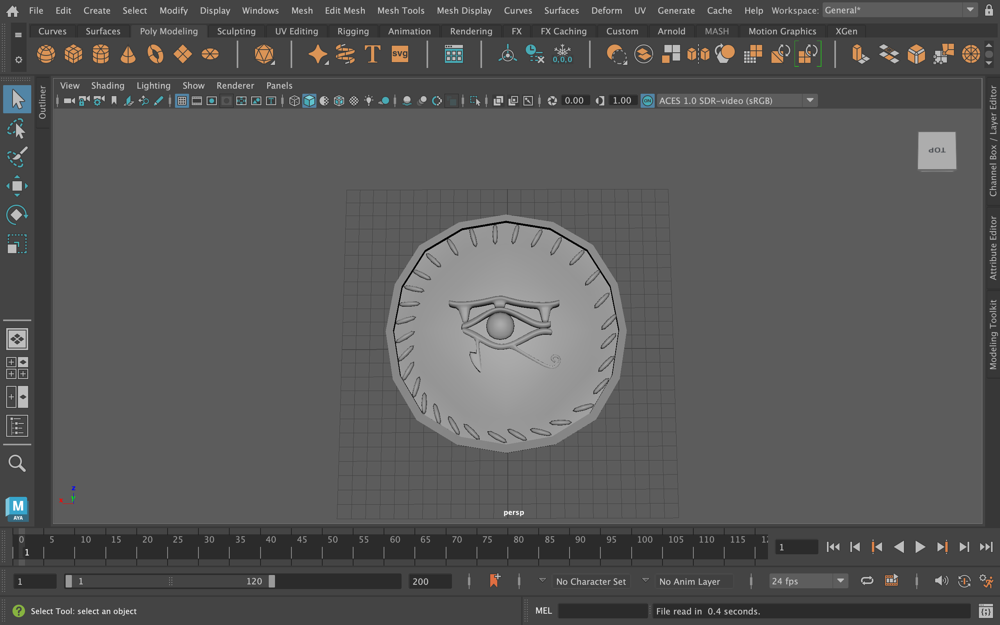 File Edit Create Select Modify Display Windows Mesh Edit Mesh Mesh Tools Mesh Display Curves Surfaces Deform UV Generate Cache Help Workspace: General*
Curves Surfaces Poly Modeling Sculpting UV Editing Rigging Animation Rendering FX FX Caching Custom Arnold MASH Motion Graphics XGen
T svg 0,0,0
Outliner
View Shading Lighting Show Renderer Panels
T 0.00 1.00 ON ACES 1.0 SDR-video (sRGB)
TOP
Channel Box / Layer Editor
Attribute Editor
Modeling Toolkit
z
x y
persp
M
AYA
0 5 10 15 20 25 30 35 40 45 50 55 60 65 70 75 80 85 90 95 100 105 110 115 12
1
1
1 1 120 200 No Character Set No Anim Layer 24 fps
? Select Tool: select an object MEL File read in  0.4 seconds. {;}